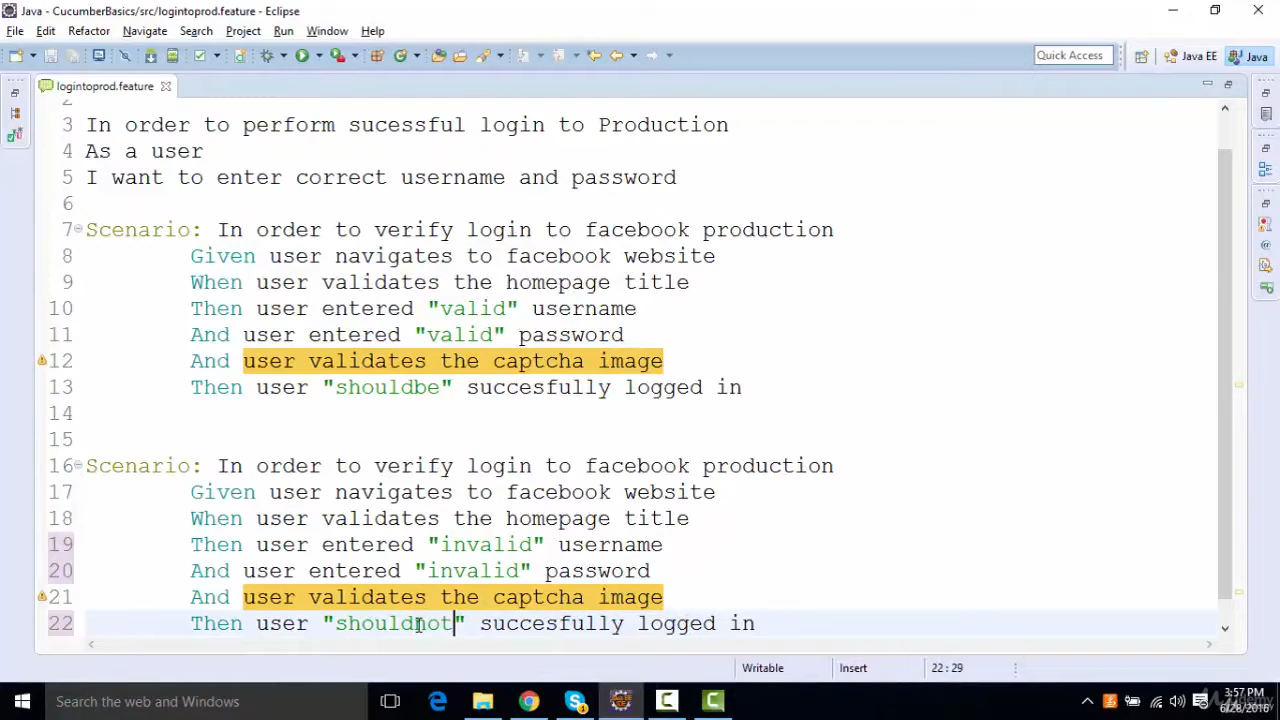 Java - CucumberBasics/src/logintoprod.feature - Eclipse
File Edit Refactor Navigate Search Project Run Window Help
Quick Access Java EE Java
logintoprod.feature
2
3 In order to perform sucessful login to Production
4 As a user
5 I want to enter correct username and password
6
7 Scenario: In order to verify login to facebook production
8 Given user navigates to facebook website
9 When user validates the homepage title
10 Then user entered "valid" username
11 And user entered "valid" password
12 And user validates the captcha image
13 Then user "shouldbe" succesfully logged in
14
15
16 Scenario: In order to verify login to facebook production
17 Given user navigates to facebook website
18 When user validates the homepage title
19 Then user entered "invalid" username
20 And user entered "invalid" password
21 And user validates the captcha image
22 Then user "shouldnot" succesfully logged in
Writable Insert 22 : 29
Search the web and Windows
3:57 PM
6/28/2016